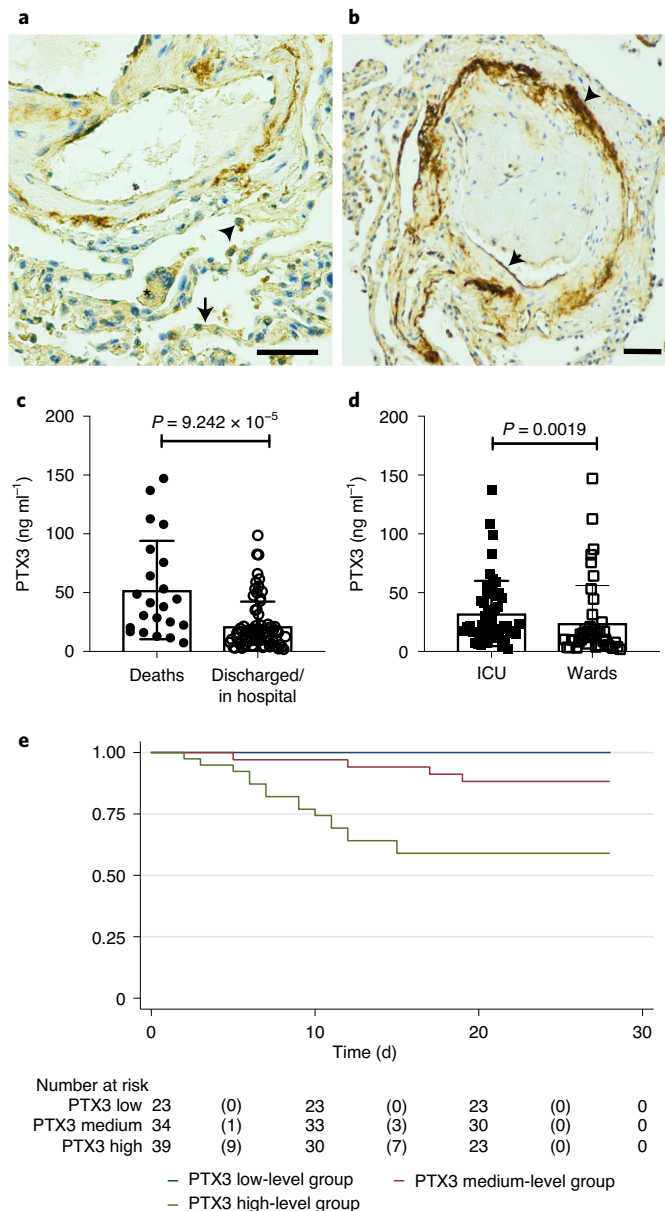 a
b
*
c
d
200
150
100
50
0
PTX3 (ng ml⁻¹)
P = 9.242 × 10⁻⁵
Deaths
Discharged/
in hospital
200
150
100
50
0
PTX3 (ng ml⁻¹)
P = 0.0019
ICU
Wards
e
1.00
0.75
0.50
0.25
0
0 10 20 30
Time (d)
Number at risk
PTX3 low 23 (0) 23 (0) 23 (0) 0
PTX3 medium 34 (1) 33 (3) 30 (0) 0
PTX3 high 39 (9) 30 (7) 23 (0) 0
PTX3 low-level group
PTX3 medium-level group
PTX3 high-level group